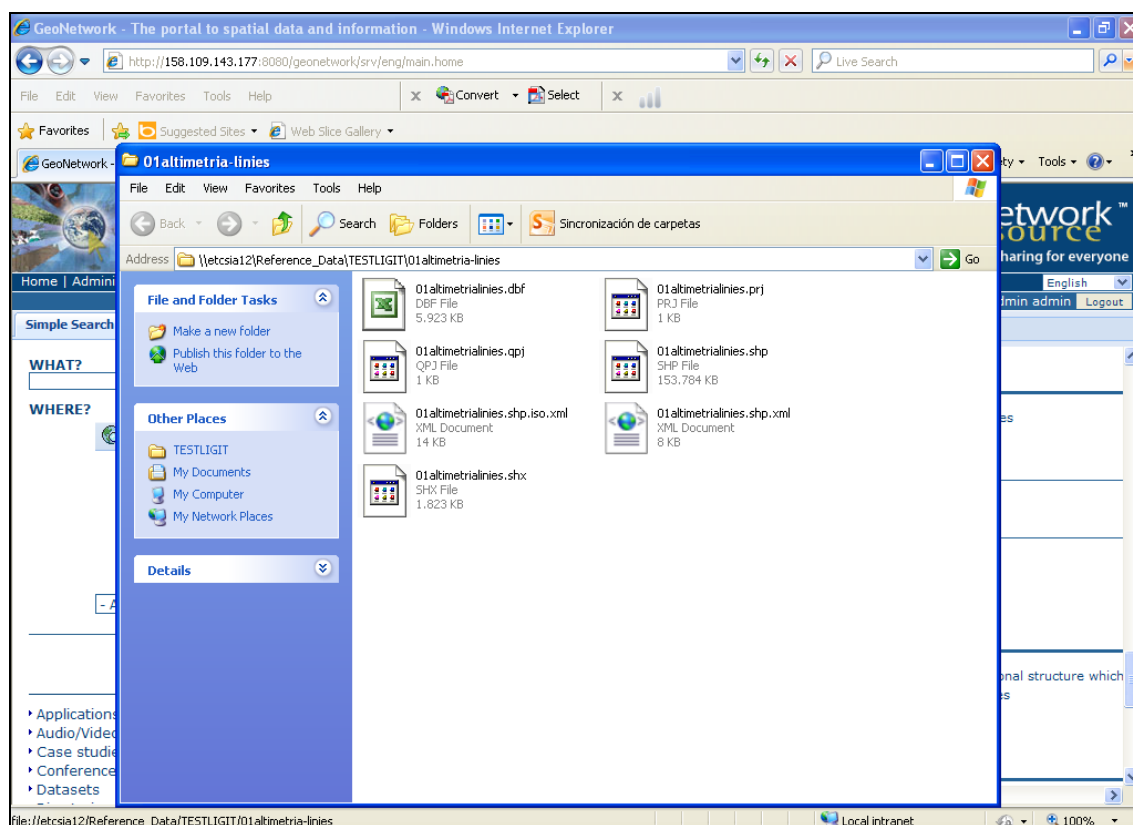 GeoNetwork - The portal to spatial data and information - Windows Internet Explorer
http://158.109.143.177:8080/geonetwork/srv/eng/main.home
Live Search
File Edit View Favorites Tools Help
x Convert Select x
Favorites Suggested Sites Web Slice Gallery
GeoNetwork -
Tools
01altimetria-linies
File Edit View Favorites Tools Help
Back Search Folders Sincronización de carpetas
Address \\etcsia12\Reference_Data\TESTLIGIT\01altimetria-linies Go
etwork™
source
haring for everyone
Home | Admini
English
dmin admin Logout
Simple Search
WHAT?
WHERE?
- A
File and Folder Tasks
Make a new folder
Publish this folder to the
Web
Other Places
TESTLIGIT
My Documents
My Computer
My Network Places
Details
01altimetrialinies.dbf
DBF File
5.923 KB
01altimetrialinies.prj
PRJ File
1 KB
01altimetrialinies.qpj
QPJ File
1 KB
01altimetrialinies.shp
SHP File
153.784 KB
01altimetrialinies.shp.iso.xml
XML Document
14 KB
01altimetrialinies.shp.xml
XML Document
8 KB
01altimetrialinies.shx
SHX File
1.823 KB
es
onal structure which
es
Applications
Audio/Video
Case studie
Conference
Datasets
file://etcsia12/Reference_Data/TESTLIGIT/01altimetria-linies
Local intranet
100%